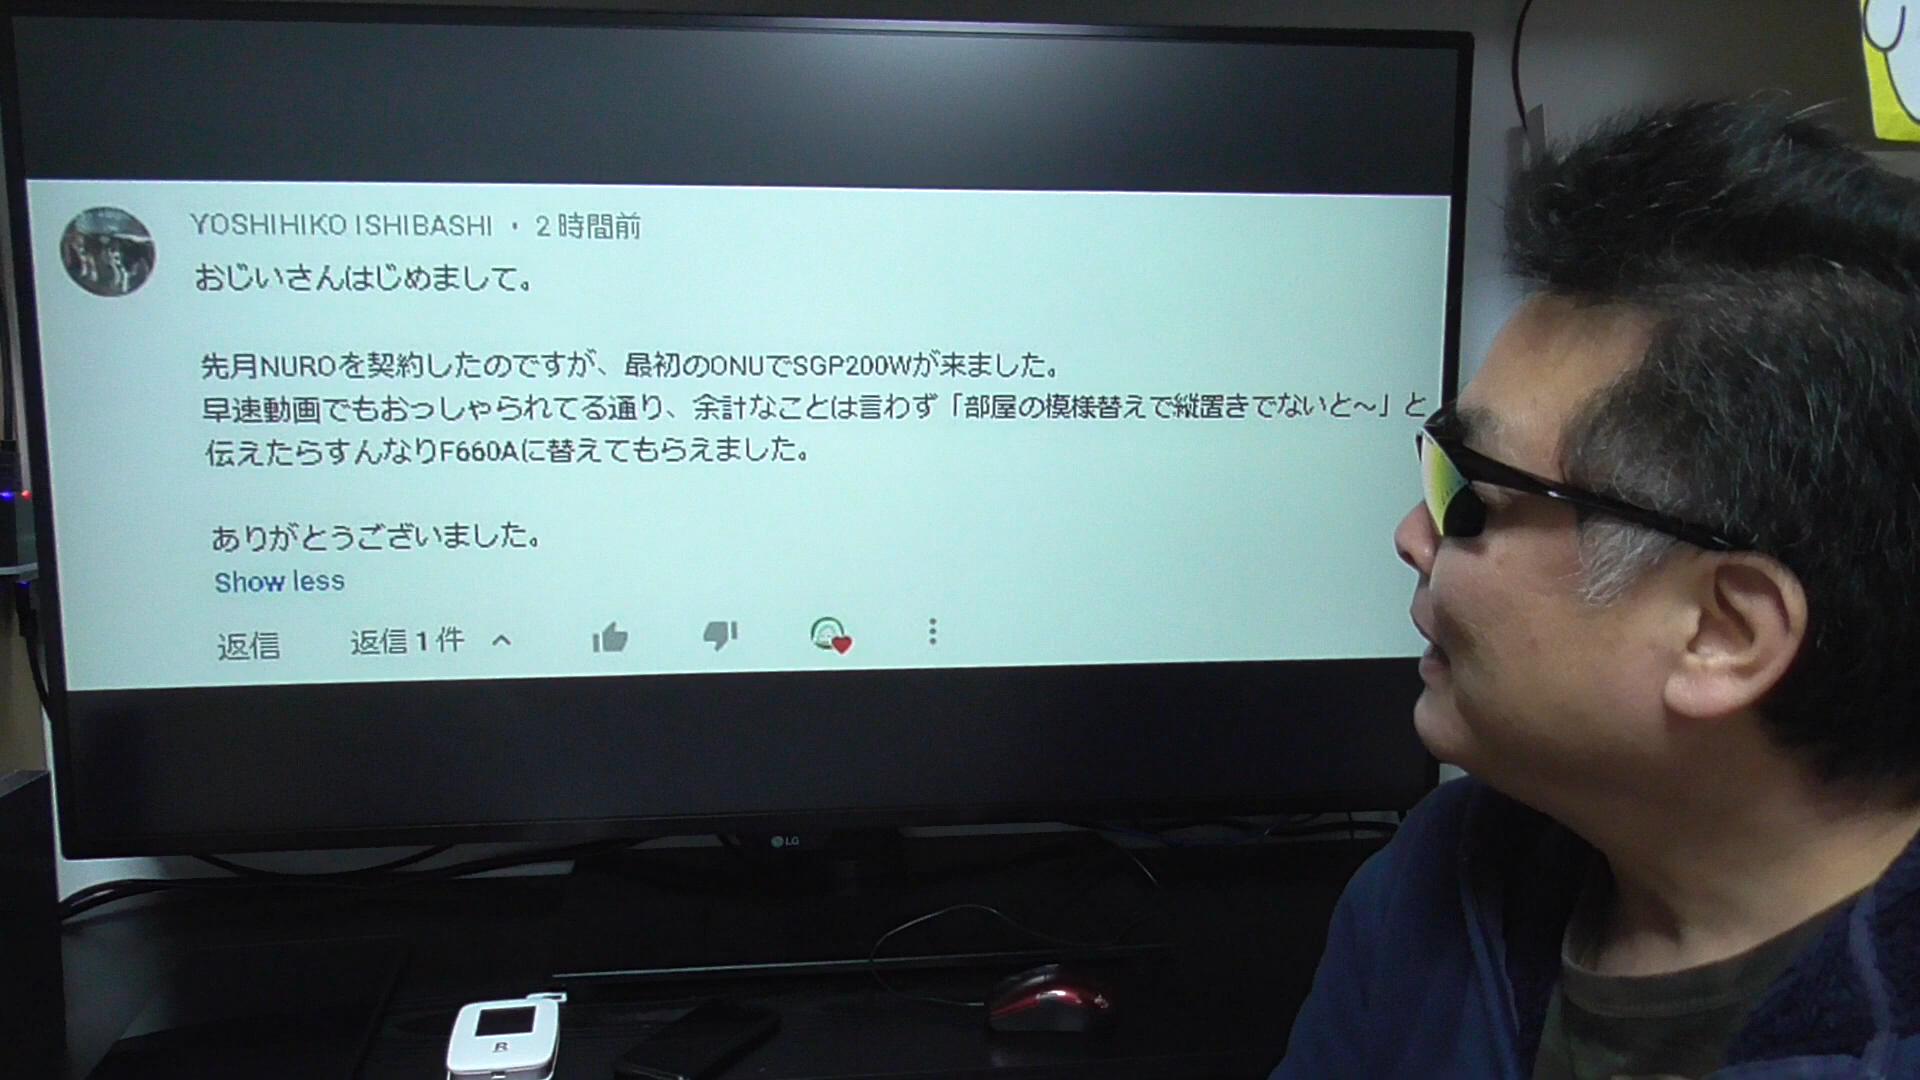 YOSHIHIKO ISHIBASHI ・ 2 時間前
おじいさんはじめまして。
先月NUROを契約したのですが、最初のONUでSGP200Wが来ました。
早速動画でもおっしゃられてる通り、余計なことは言わず「部屋の模様替えで縦置きでないと〜」と
伝えたらすんなりF660Aに替えてもらえました。
ありがとうございました。
Show less
返信 返信 1 件
LG
R